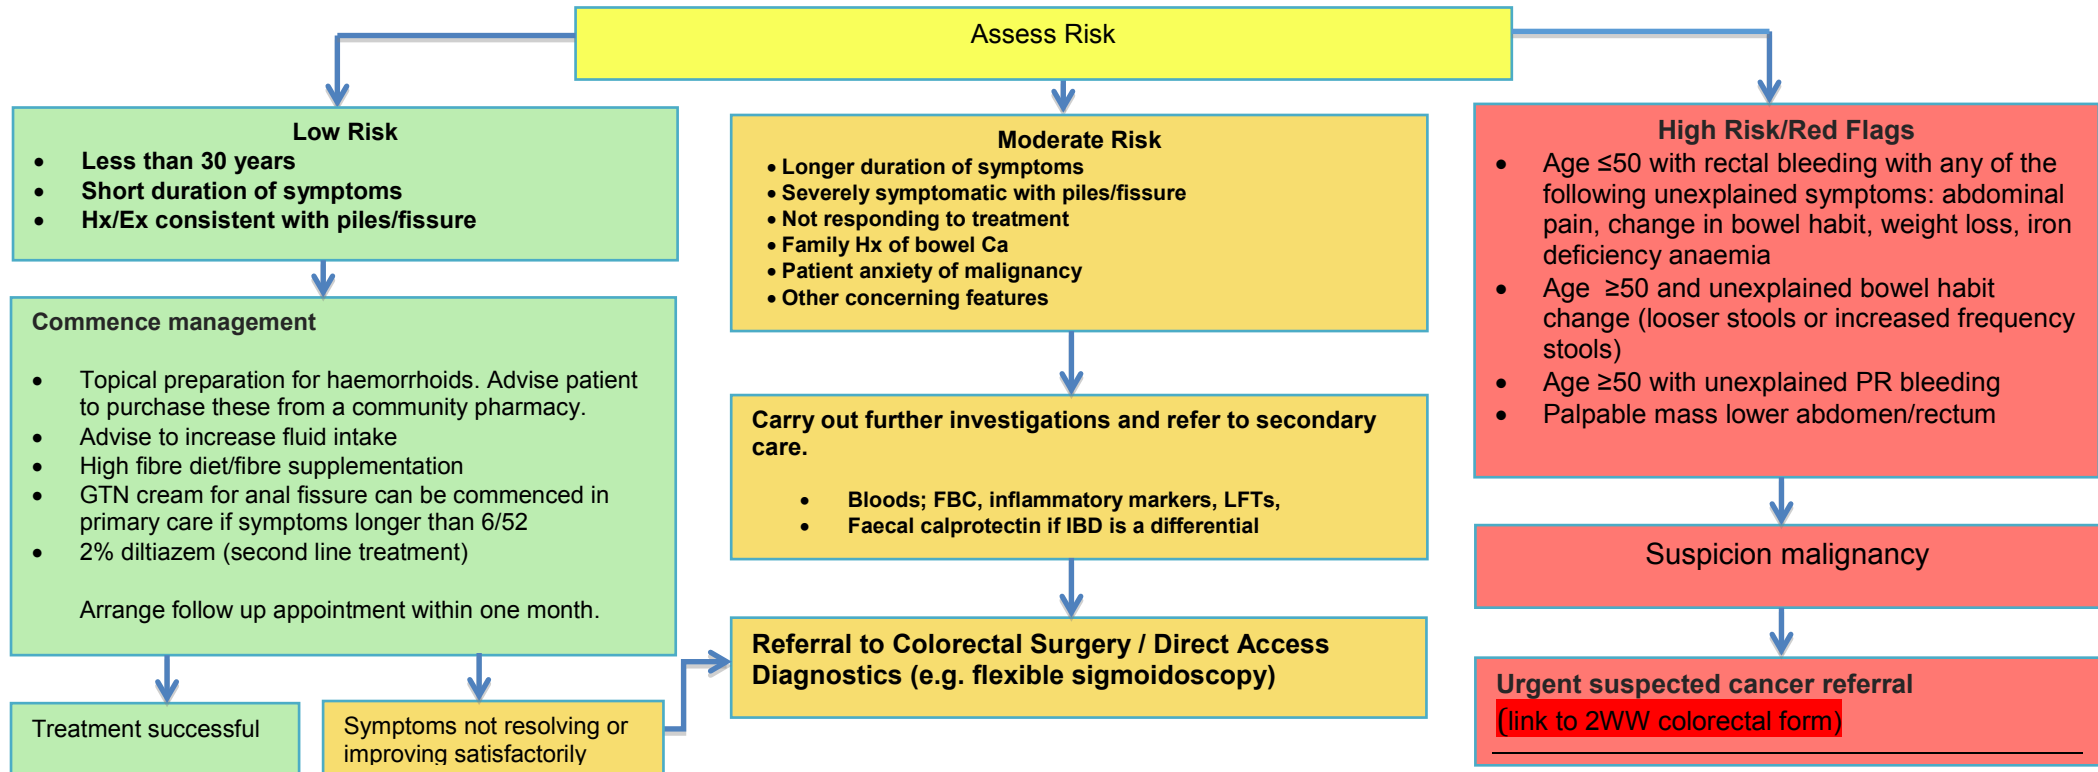 Assess Risk
Low Risk
• Less than 30 years
• Short duration of symptoms
• Hx/Ex consistent with piles/fissure
Commence management
• Topical preparation for haemorrhoids. Advise patient
to purchase these from a community pharmacy.
• Advise to increase fluid intake
• High fibre diet/fibre supplementation
• GTN cream for anal fissure can be commenced in
primary care if symptoms longer than 6/52
• 2% diltiazem (second line treatment)
Arrange follow up appointment within one month.
Treatment successful
Symptoms not resolving or
improving satisfactorily
Moderate Risk
• Longer duration of symptoms
• Severely symptomatic with piles/fissure
• Not responding to treatment
• Family Hx of bowel Ca
• Patient anxiety of malignancy
• Other concerning features
Carry out further investigations and refer to secondary
care.
• Bloods; FBC, inflammatory markers, LFTs,
• Faecal calprotectin if IBD is a differential
Referral to Colorectal Surgery / Direct Access
Diagnostics (e.g. flexible sigmoidoscopy)
High Risk/Red Flags
• Age ≤50 with rectal bleeding with any of the
following unexplained symptoms: abdominal
pain, change in bowel habit, weight loss, iron
deficiency anaemia
• Age ≥50 and unexplained bowel habit
change (looser stools or increased frequency
stools)
• Age ≥50 with unexplained PR bleeding
• Palpable mass lower abdomen/rectum
Suspicion malignancy
Urgent suspected cancer referral
(link to 2WW colorectal form)